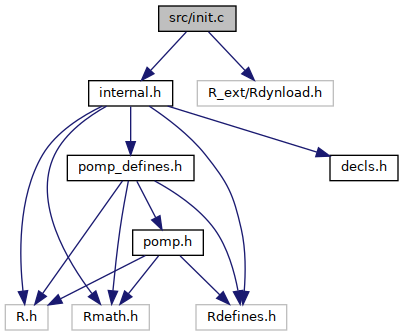 src/init.c
internal.h
R_ext/Rdynload.h
pomp_defines.h
decls.h
pomp.h
R.h
Rmath.h
Rdefines.h